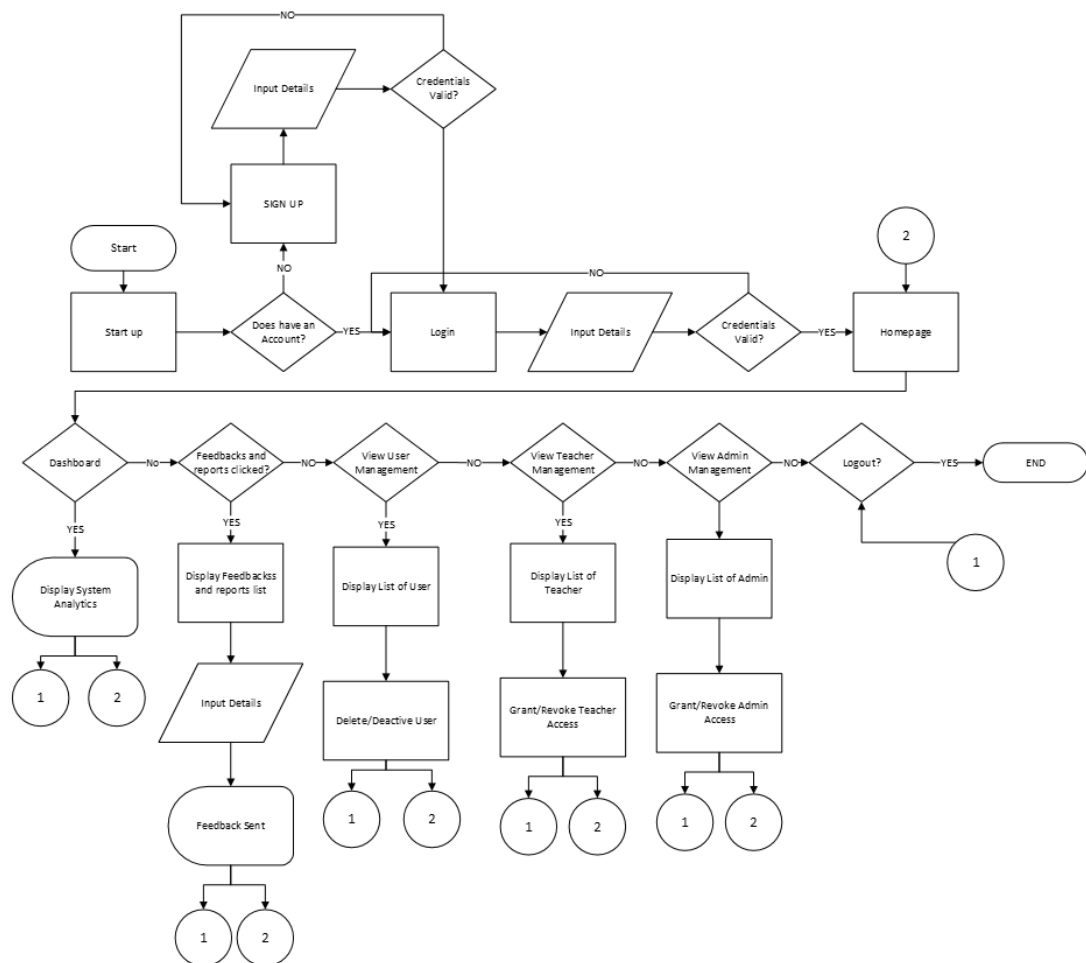 NO
Input Details
Credentials
Valid?
SIGN UP
Start
NO
2
NO
Start up
Does have an
Account?
YES
Login
Input Details
Credentials
Valid?
YES
Homepage
Dashboard
No
Feedbacks and
reports clicked?
NO
View User
Management
NO
View Teacher
Management
NO
View Admin
Management
NO
Logout?
YES
END
YES
YES
YES
YES
YES
Display System
Analytics
Display Feedbackss
and reports list
Display List of User
Display List of
Teacher
Display List of Admin
1
1
2
Input Details
Delete/Deactive User
Grant/Revoke Teacher
Access
Grant/Revoke Admin
Access
Feedback Sent
1
2
1
2
1
2
1
2